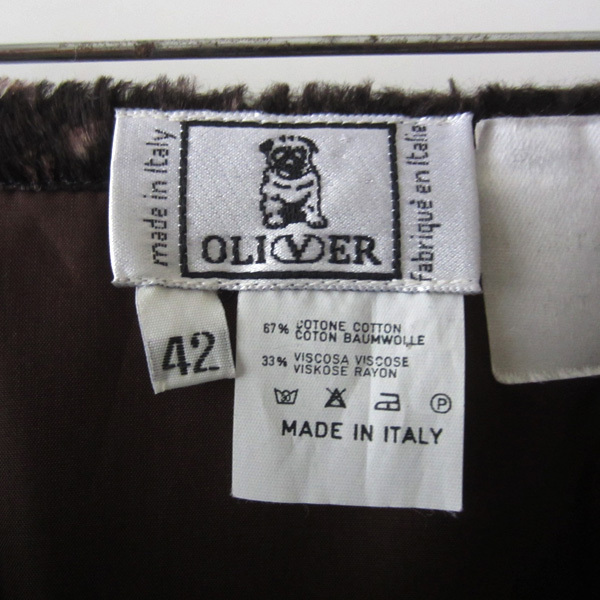 made in Italy
OLIVER
fabriqué en Italie
42
67% COTONE COTTON
COTON BAUMWOLLE
33% VISCOSA VISCOSE
VISKOSE RAYON
P
MADE IN ITALY